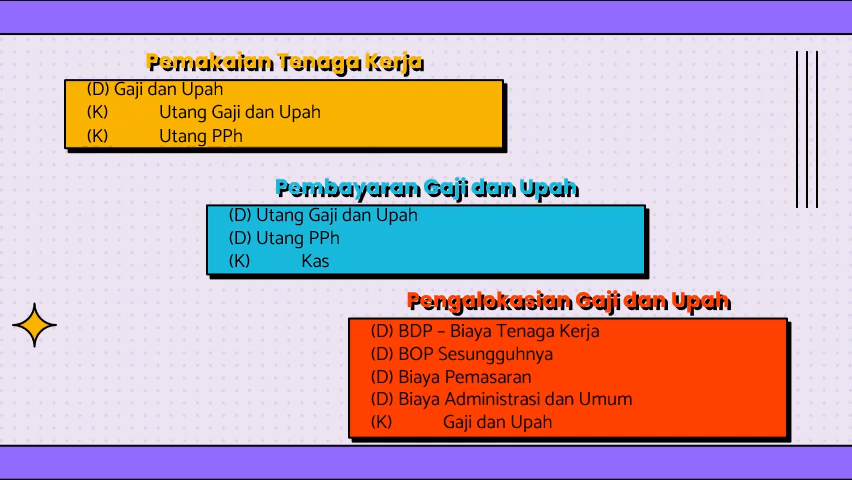 Pemakaian Tenaga Kerja
(D) Gaji dan Upah
(K) Utang Gaji dan Upah
(K) Utang PPh
Pembayaran Gaji dan Upah
(D) Utang Gaji dan Upah
(D) Utang PPh
(K) Kas
Pengalokasian Gaji dan Upah
(D) BDP – Biaya Tenaga Kerja
(D) BOP Sesungguhnya
(D) Biaya Pemasaran
(D) Biaya Administrasi dan Umum
(K) Gaji dan Upah